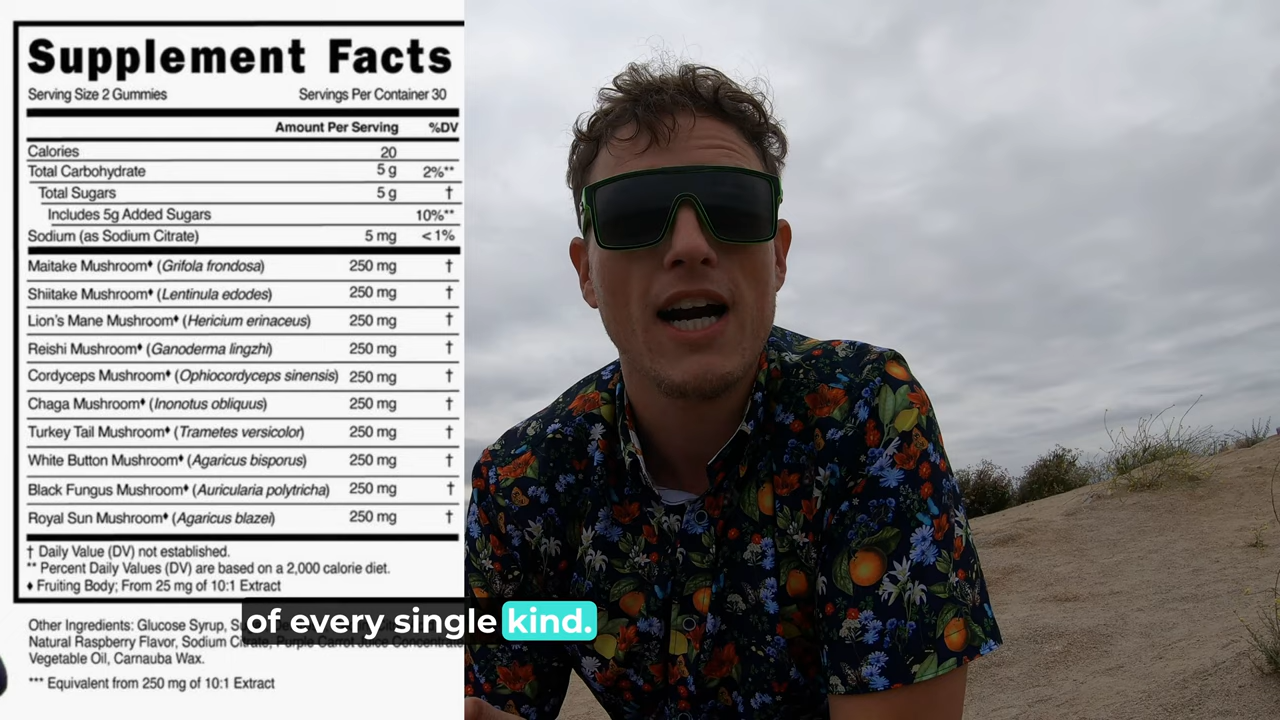 Supplement Facts
Serving Size 2 Gummies Servings Per Container 30
Amount Per Serving %DV
Calories 20
Total Carbohydrate 5 g 2%**
Total Sugars 5 g †
Includes 5g Added Sugars 10%**
Sodium (as Sodium Citrate) 5 mg <1%
Maitake Mushroom♦ (Grifola frondosa) 250 mg †
Shiitake Mushroom♦ (Lentinula edodes) 250 mg †
Lion's Mane Mushroom♦ (Hericium erinaceus) 250 mg †
Reishi Mushroom♦ (Ganoderma lingzhi) 250 mg †
Cordyceps Mushroom♦ (Ophiocordyceps sinensis) 250 mg †
Chaga Mushroom♦ (Inonotus obliquus) 250 mg †
Turkey Tail Mushroom♦ (Trametes versicolor) 250 mg †
White Button Mushroom♦ (Agaricus bisporus) 250 mg †
Black Fungus Mushroom♦ (Auricularia polytricha) 250 mg †
Royal Sun Mushroom♦ (Agaricus blazei) 250 mg †
† Daily Value (DV) not established.
** Percent Daily Values (DV) are based on a 2,000 calorie diet.
♦ Fruiting Body; From 25 mg of 10:1 Extract
of every single kind.
Other Ingredients: Glucose Syrup,
Natural Raspberry Flavor, Sodium Citrate, Purple Carrot Juice Concentrate
Vegetable Oil, Carnauba Wax.
*** Equivalent from 250 mg of 10:1 Extract